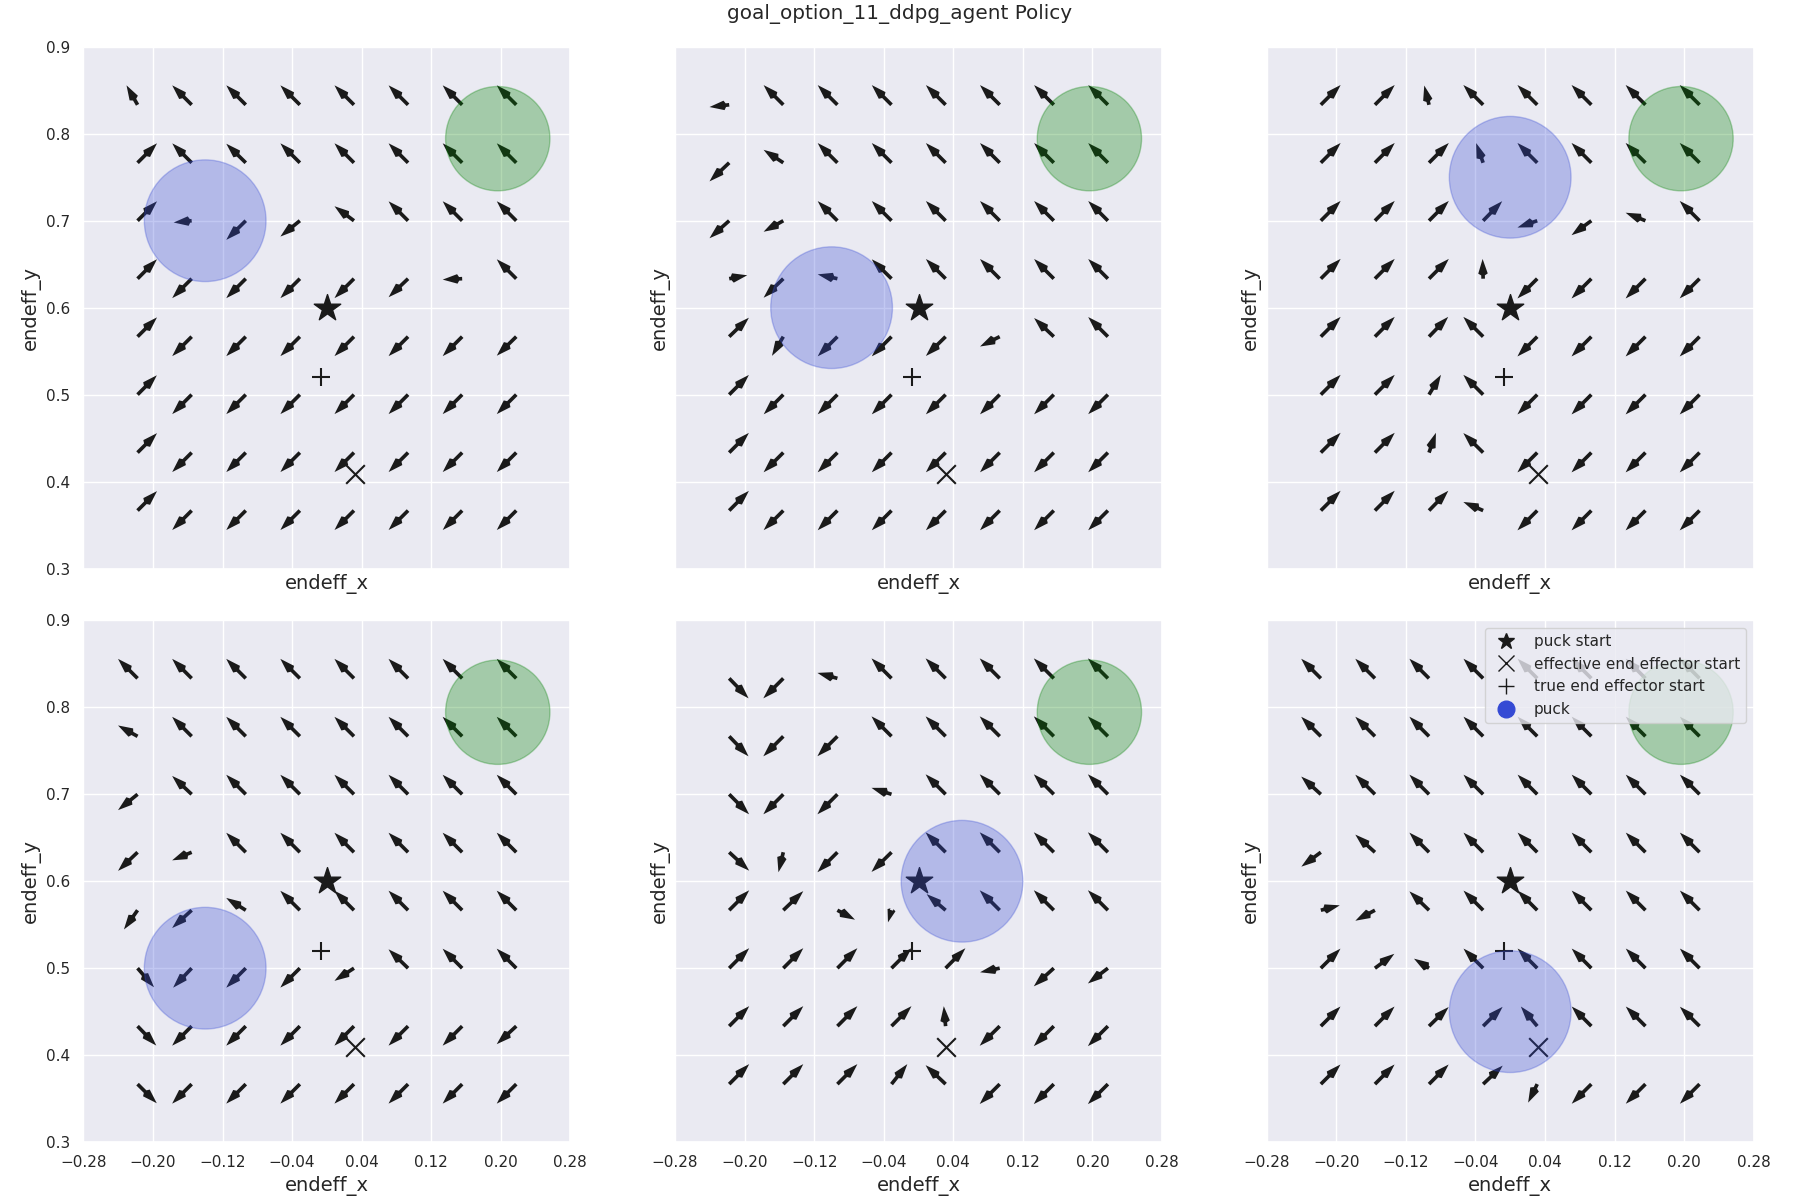 goal_option_11_ddpg_agent Policy
0.9
0.8
0.7
0.6
0.5
0.4
0.3
endeff_y
endeff_x
endeff_y
endeff_x
endeff_y
endeff_x
0.9
0.8
0.7
0.6
0.5
0.4
0.3
endeff_y
−0.28 −0.20 −0.12 −0.04 0.04 0.12 0.20 0.28
endeff_x
endeff_y
−0.28 −0.20 −0.12 −0.04 0.04 0.12 0.20 0.28
endeff_x
endeff_y
puck start
effective end effector start
true end effector start
puck
−0.28 −0.20 −0.12 −0.04 0.04 0.12 0.20 0.28
endeff_x